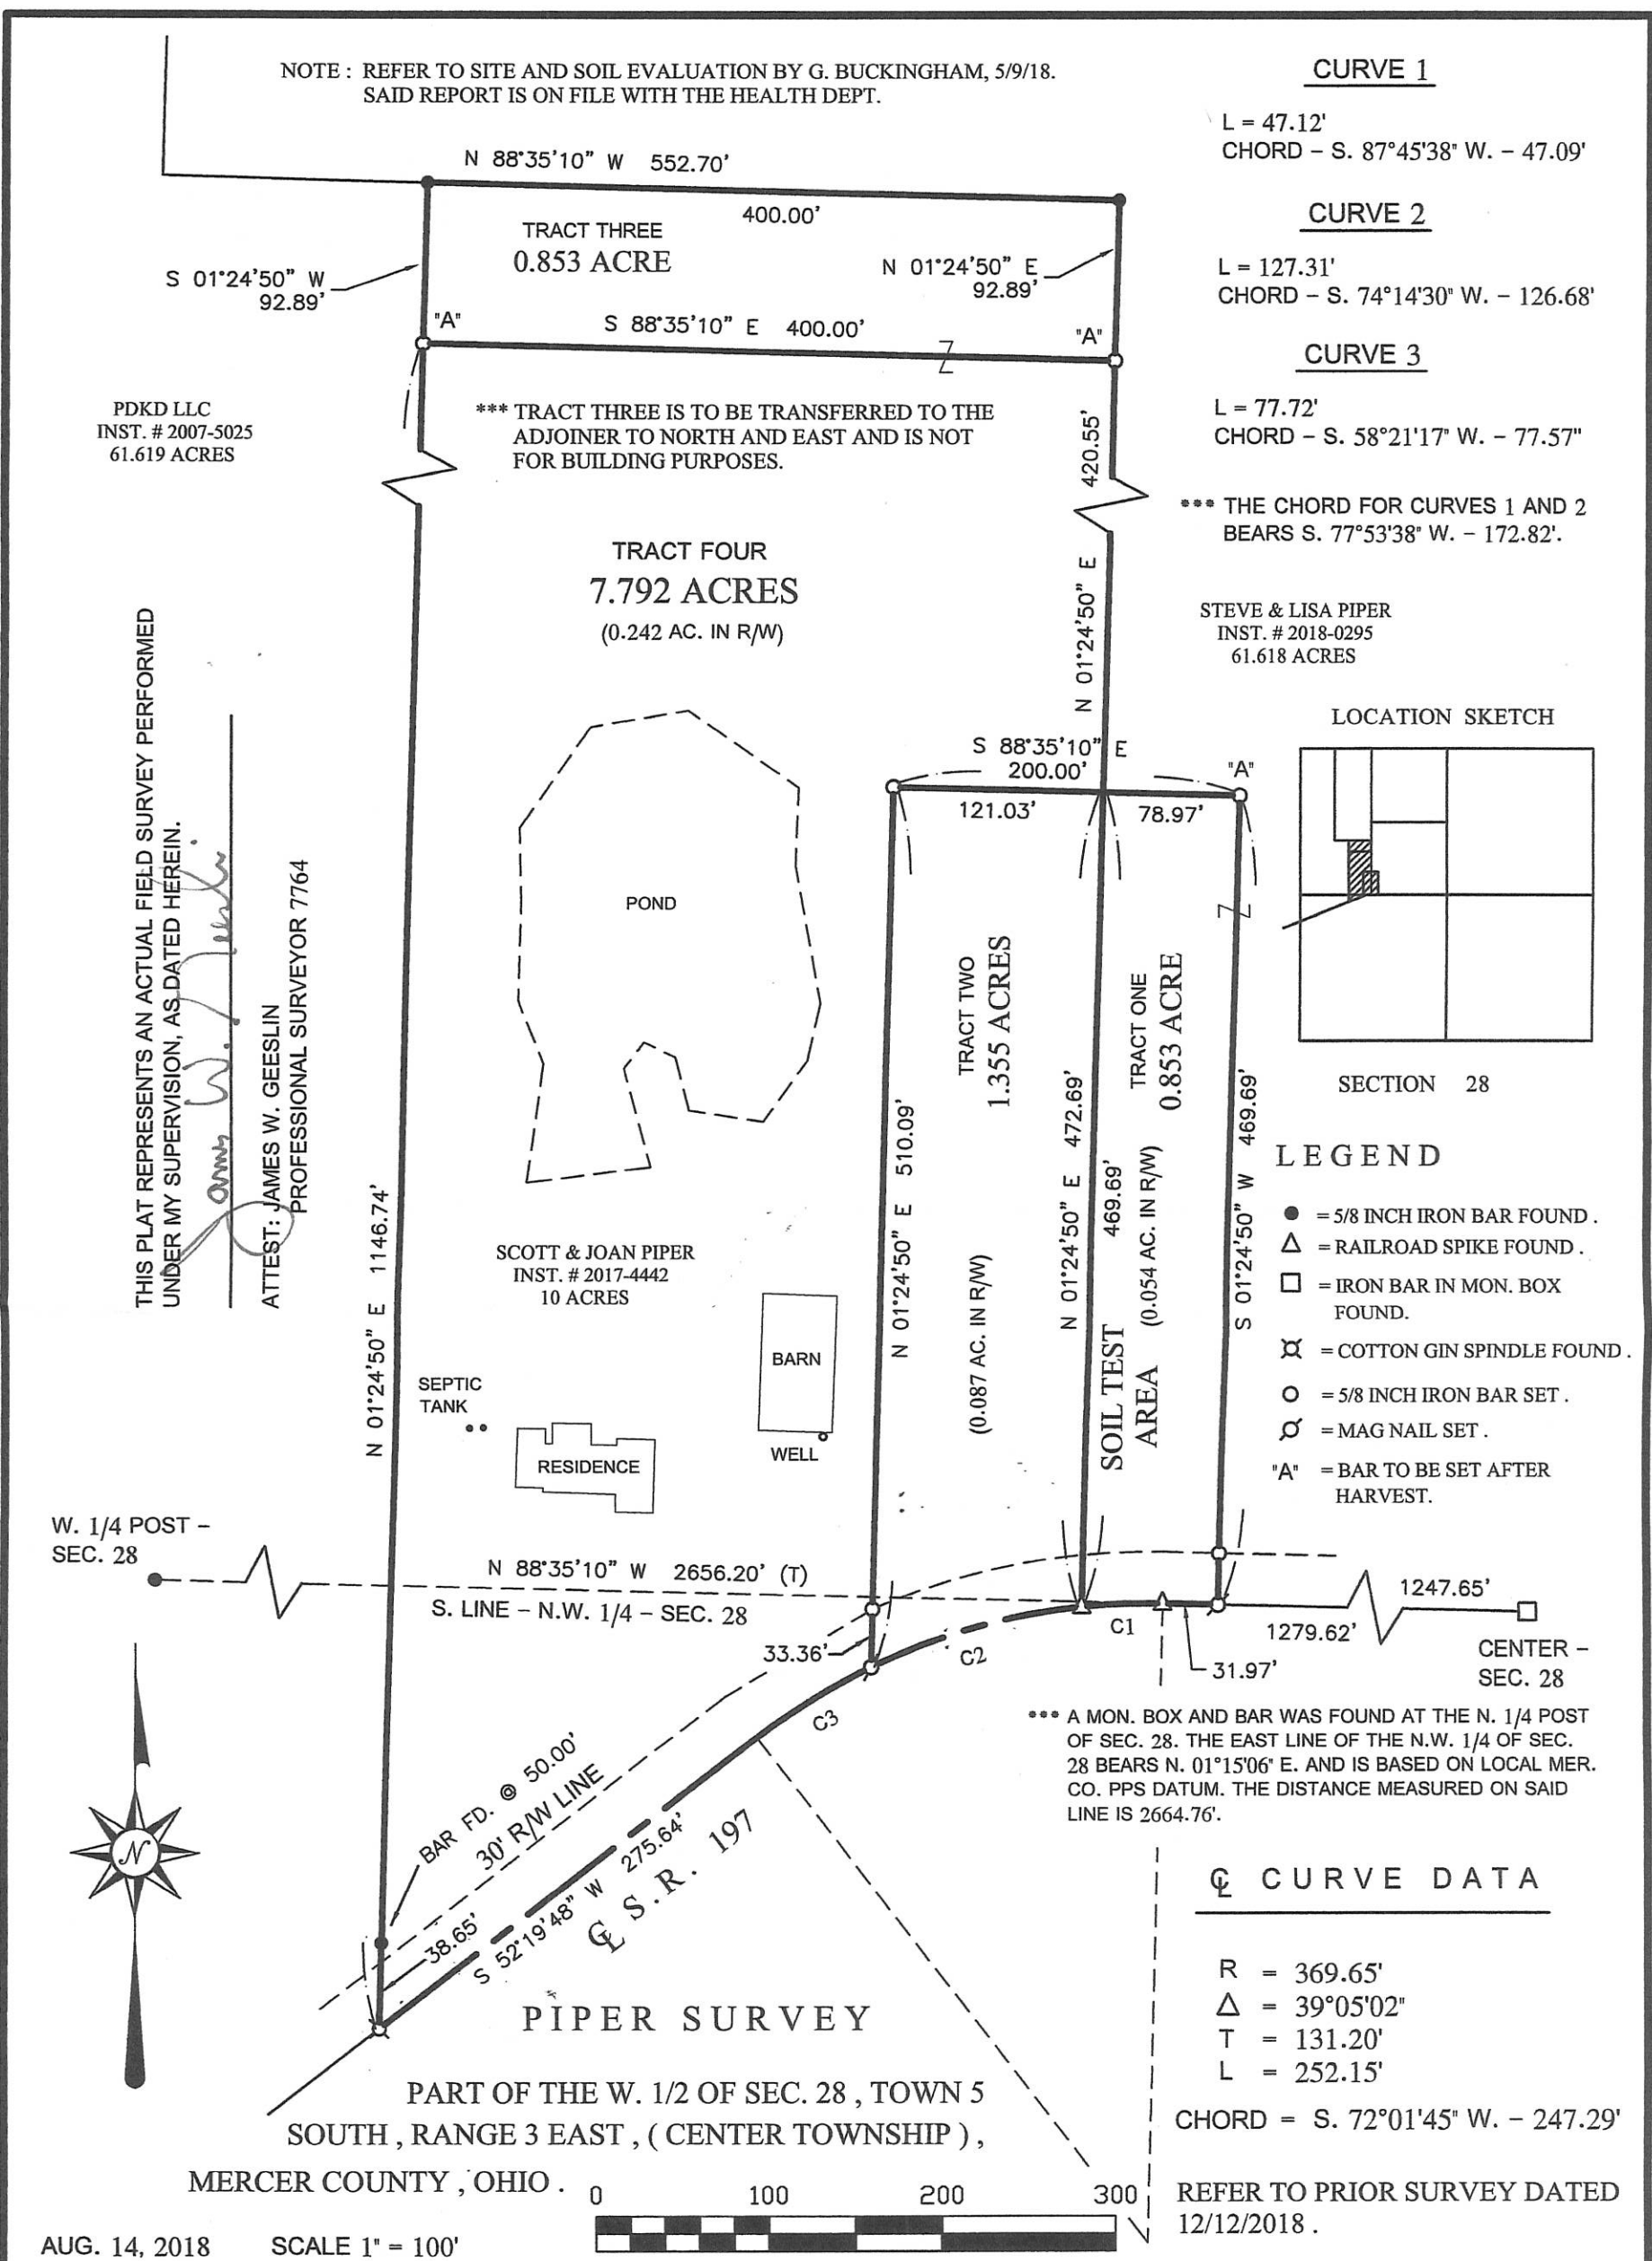 NOTE : REFER TO SITE AND SOIL EVALUATION BY G. BUCKINGHAM, 5/9/18.
SAID REPORT IS ON FILE WITH THE HEALTH DEPT.
N 88°35'10" W 552.70'
400.00'
TRACT THREE
0.853 ACRE
S 01°24'50" W
92.89'
N 01°24'50" E
92.89'
"A"
S 88°35'10" E 400.00'
"A"
CURVE 1
L = 47.12'
CHORD – S. 87°45'38" W. – 47.09'
CURVE 2
L = 127.31'
CHORD – S. 74°14'30" W. – 126.68'
CURVE 3
L = 77.72'
CHORD – S. 58°21'17" W. – 77.57"
*** THE CHORD FOR CURVES 1 AND 2
BEARS S. 77°53'38" W. – 172.82'.
PDKD LLC
INST. # 2007-5025
61.619 ACRES
*** TRACT THREE IS TO BE TRANSFERRED TO THE
ADJOINER TO NORTH AND EAST AND IS NOT
FOR BUILDING PURPOSES.
420.55'
N 01°24'50" E
TRACT FOUR
7.792 ACRES
(0.242 AC. IN R/W)
STEVE & LISA PIPER
INST. # 2018-0295
61.618 ACRES
LOCATION SKETCH
SECTION 28
THIS PLAT REPRESENTS AN ACTUAL FIELD SURVEY PERFORMED
UNDER MY SUPERVISION, AS DATED HEREIN.
ATTEST: JAMES W. GEESLIN
PROFESSIONAL SURVEYOR 7764
S 88°35'10" E
200.00'
"A"
121.03'
78.97'
POND
TRACT TWO
1.355 ACRES
(0.087 AC. IN R/W)
TRACT ONE
0.853 ACRE
(0.054 AC. IN R/W)
N 01°24'50" E 1146.74'
N 01°24'50" E 510.09'
N 01°24'50" E 472.69'
469.69'
S 01°24'50" W 469.69'
SOIL TEST
AREA
SCOTT & JOAN PIPER
INST. # 2017-4442
10 ACRES
BARN
WELL
SEPTIC
TANK
RESIDENCE
LEGEND
= 5/8 INCH IRON BAR FOUND .
= RAILROAD SPIKE FOUND .
= IRON BAR IN MON. BOX
FOUND.
= COTTON GIN SPINDLE FOUND .
= 5/8 INCH IRON BAR SET .
= MAG NAIL SET .
"A" = BAR TO BE SET AFTER
HARVEST.
W. 1/4 POST –
SEC. 28
N 88°35'10" W 2656.20' (T)
S. LINE – N.W. 1/4 – SEC. 28
33.36'
C1
C2
C3
31.97'
1279.62'
1247.65'
CENTER –
SEC. 28
*** A MON. BOX AND BAR WAS FOUND AT THE N. 1/4 POST
OF SEC. 28. THE EAST LINE OF THE N.W. 1/4 OF SEC.
28 BEARS N. 01°15'06" E. AND IS BASED ON LOCAL MER.
CO. PPS DATUM. THE DISTANCE MEASURED ON SAID
LINE IS 2664.76'.
BAR FD. @ 50.00'
30' R/W LINE
38.65'
S 52°19'48" W 275.64'
℄ S.R. 197
N
℄ CURVE DATA
R = 369.65'
Δ = 39°05'02"
T = 131.20'
L = 252.15'
CHORD = S. 72°01'45" W. – 247.29'
PIPER SURVEY
PART OF THE W. 1/2 OF SEC. 28 , TOWN 5
SOUTH , RANGE 3 EAST , ( CENTER TOWNSHIP ) ,
MERCER COUNTY , OHIO .
0 100 200 300
REFER TO PRIOR SURVEY DATED
12/12/2018 .
AUG. 14, 2018 SCALE 1" = 100'